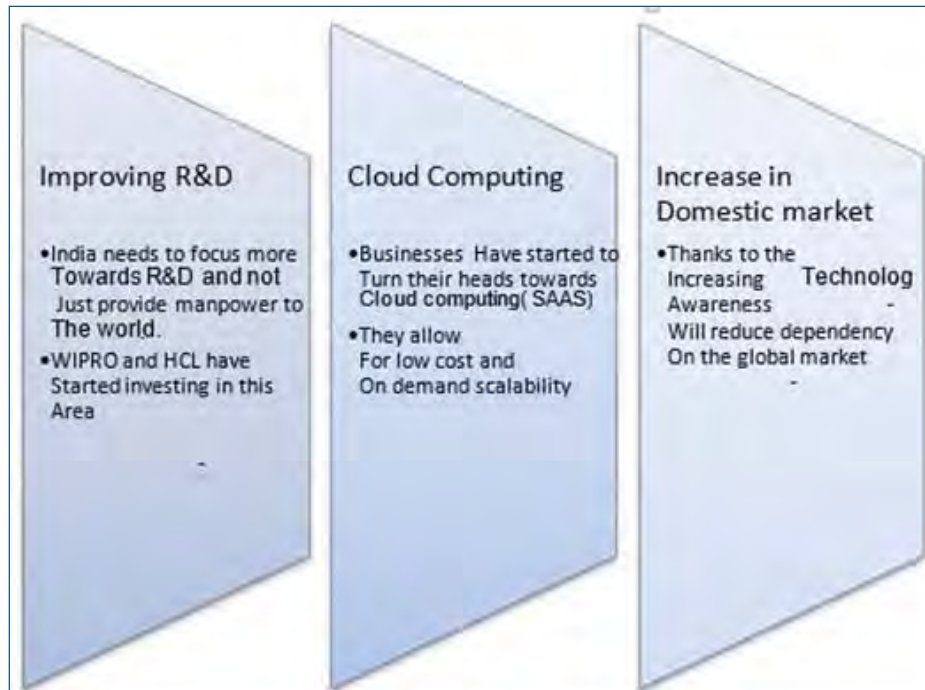 Improving R&D
•India needs to focus more
Towards R&D and not
Just provide manpower to
The world.
•WIPRO and HCL have
Started investing in this
Area
-
Cloud Computing
•Businesses Have started to
Turn their heads towards
Cloud computing( SAAS)
•They allow
For low cost and
On demand scalability
Increase in
Domestic market
•Thanks to the
Increasing Technolog
Awareness -
Will reduce dependency
On the global market
-